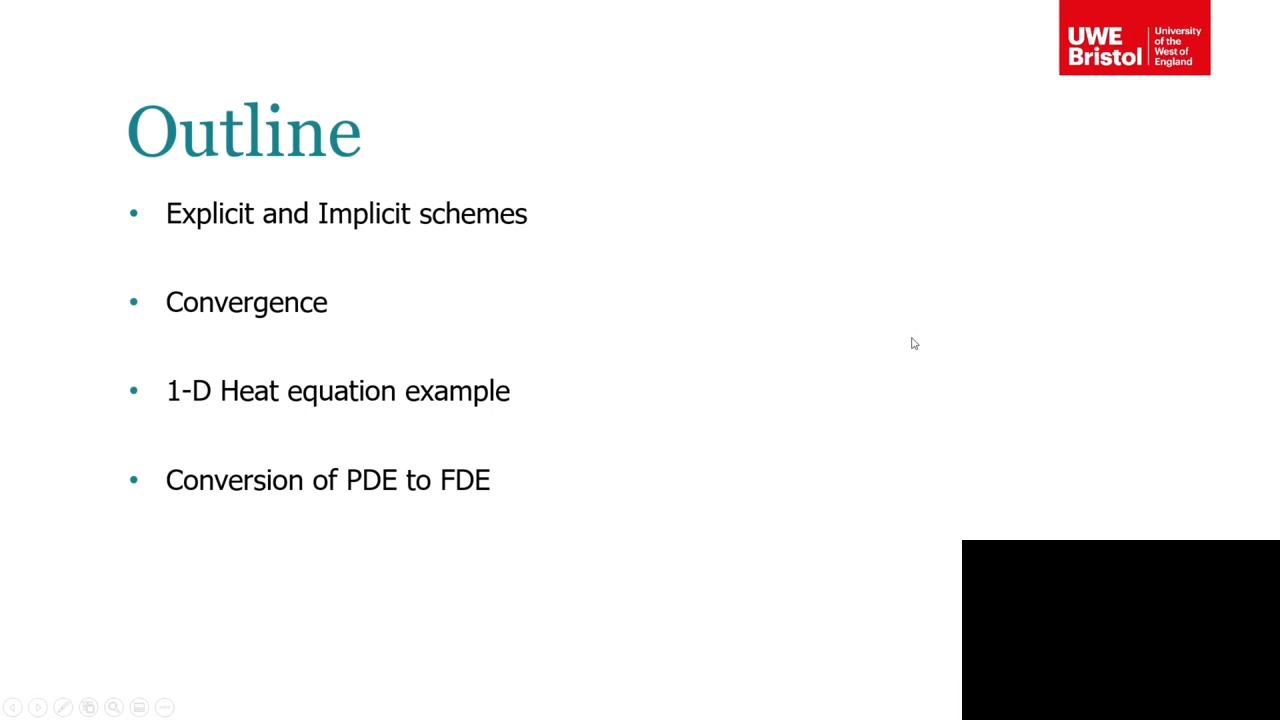 UWE
Bristol
University
of the
West of
England
Outline
• Explicit and Implicit schemes
• Convergence
• 1-D Heat equation example
• Conversion of PDE to FDE